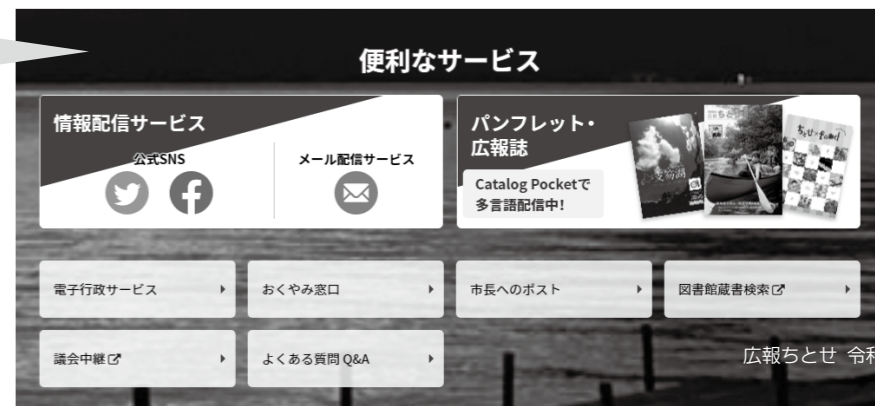 便利なサービス
情報配信サービス
公式SNS
メール配信サービス
パンフレット・
広報誌
Catalog Pocketで
多言語配信中!
電子行政サービス
おくやみ窓口
市長へのポスト
図書館蔵書検索
議会中継
よくある質問 Q&A
広報ちとせ 令和